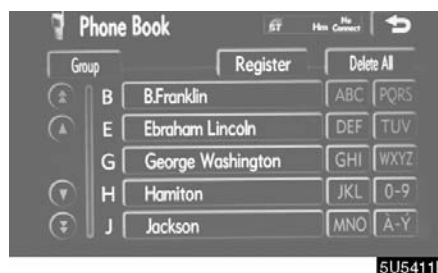 Phone Book BT Hm No Connect
Group Register Delete All
B B.Franklin ABC PQRS
E Ebraham Lincoln DEF TUV
G George Washington GHI WXYZ
H Hamiton JKL 0-9
J Jackson MNO À-Ý
5U5411